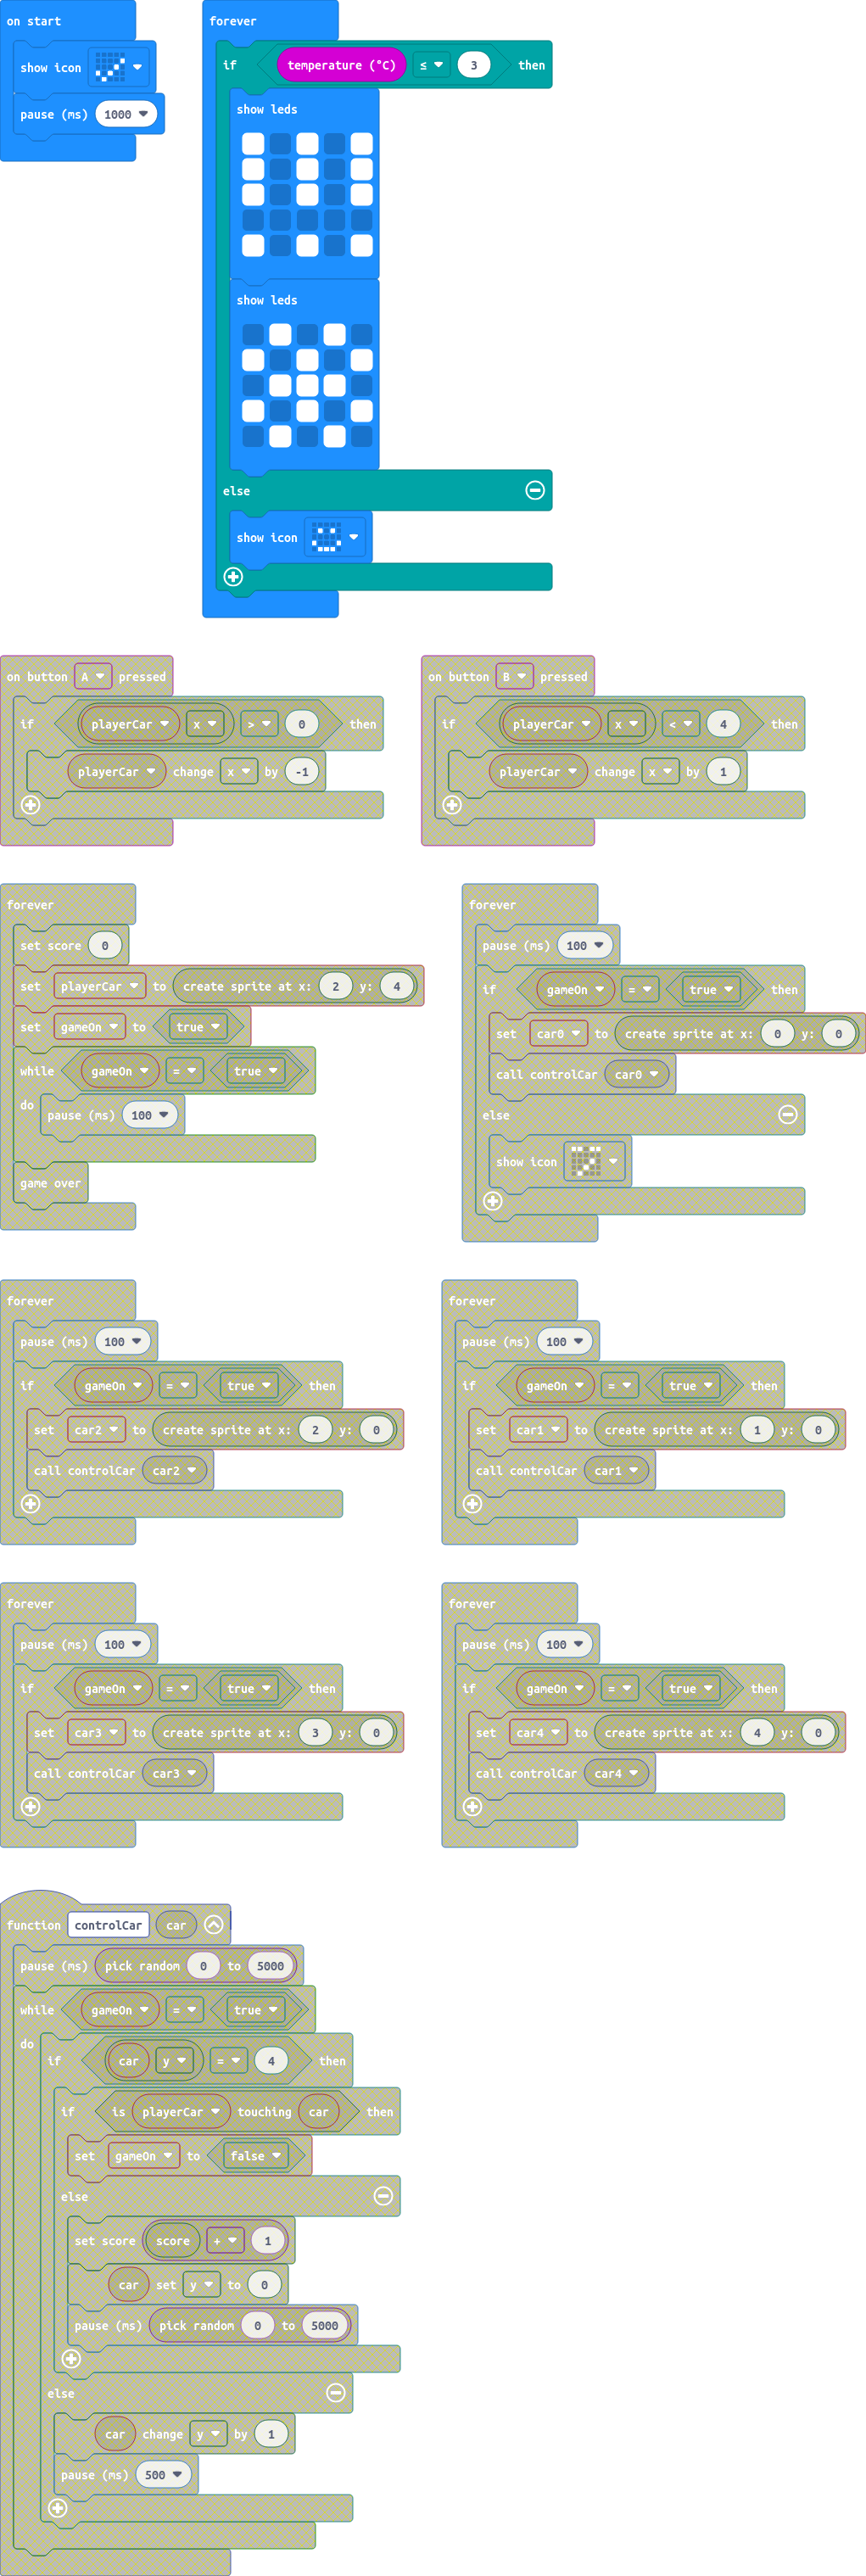 on start
show icon
pause (ms) 1000
forever
if temperature (°C) ≤ 3 then
show leds
show leds
else
show icon
on button A pressed
if playerCar x > 0 then
playerCar change x by -1
on button B pressed
if playerCar x < 4 then
playerCar change x by 1
forever
set score 0
set playerCar to create sprite at x: 2 y: 4
set gameOn to true
while gameOn = true
do pause (ms) 100
game over
forever
pause (ms) 100
if gameOn = true then
set car0 to create sprite at x: 0 y: 0
call controlCar car0
else
show icon
forever
pause (ms) 100
if gameOn = true then
set car2 to create sprite at x: 2 y: 0
call controlCar car2
forever
pause (ms) 100
if gameOn = true then
set car1 to create sprite at x: 1 y: 0
call controlCar car1
forever
pause (ms) 100
if gameOn = true then
set car3 to create sprite at x: 3 y: 0
call controlCar car3
forever
pause (ms) 100
if gameOn = true then
set car4 to create sprite at x: 4 y: 0
call controlCar car4
function controlCar car
pause (ms) pick random 0 to 5000
while gameOn = true
do
if car y = 4 then
if is playerCar touching car then
set gameOn to false
else
set score score + 1
car set y to 0
pause (ms) pick random 0 to 5000
else
car change y by 1
pause (ms) 500